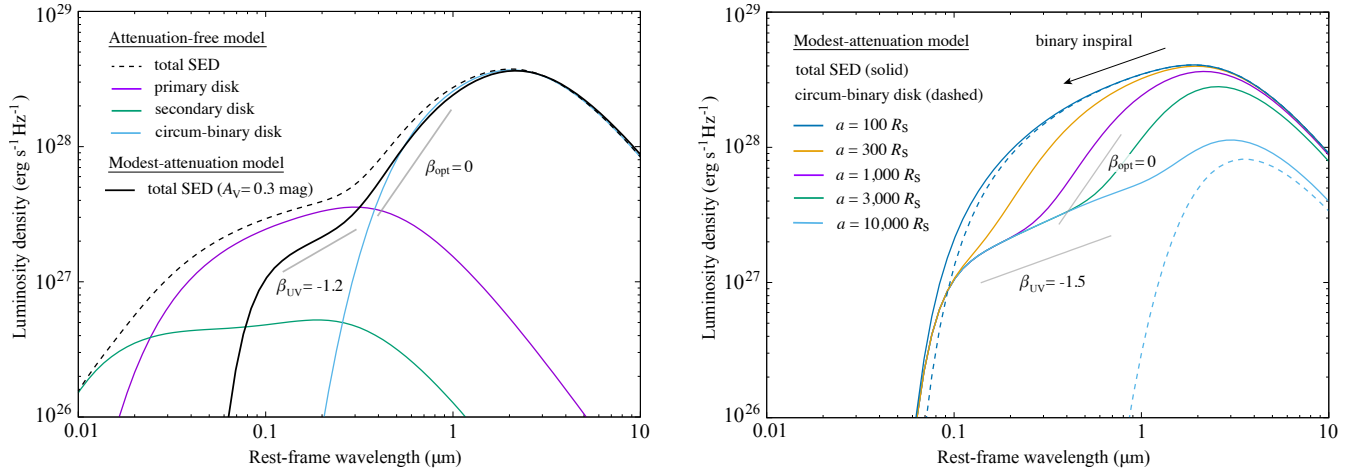 10^29
10^28
10^27
10^26
Luminosity density (erg s^-1 Hz^-1)
Attenuation-free model
total SED
primary disk
secondary disk
circum-binary disk
Modest-attenuation model
total SED (A_V = 0.3 mag)
β_opt = 0
β_UV = -1.2
0.01
0.1
1
10
Rest-frame wavelength (μm)
10^29
10^28
10^27
10^26
Luminosity density (erg s^-1 Hz^-1)
Modest-attenuation model
total SED (solid)
circum-binary disk (dashed)
a = 100 R_S
a = 300 R_S
a = 1,000 R_S
a = 3,000 R_S
a = 10,000 R_S
binary inspiral
β_opt = 0
β_UV = -1.5
0.01
0.1
1
10
Rest-frame wavelength (μm)